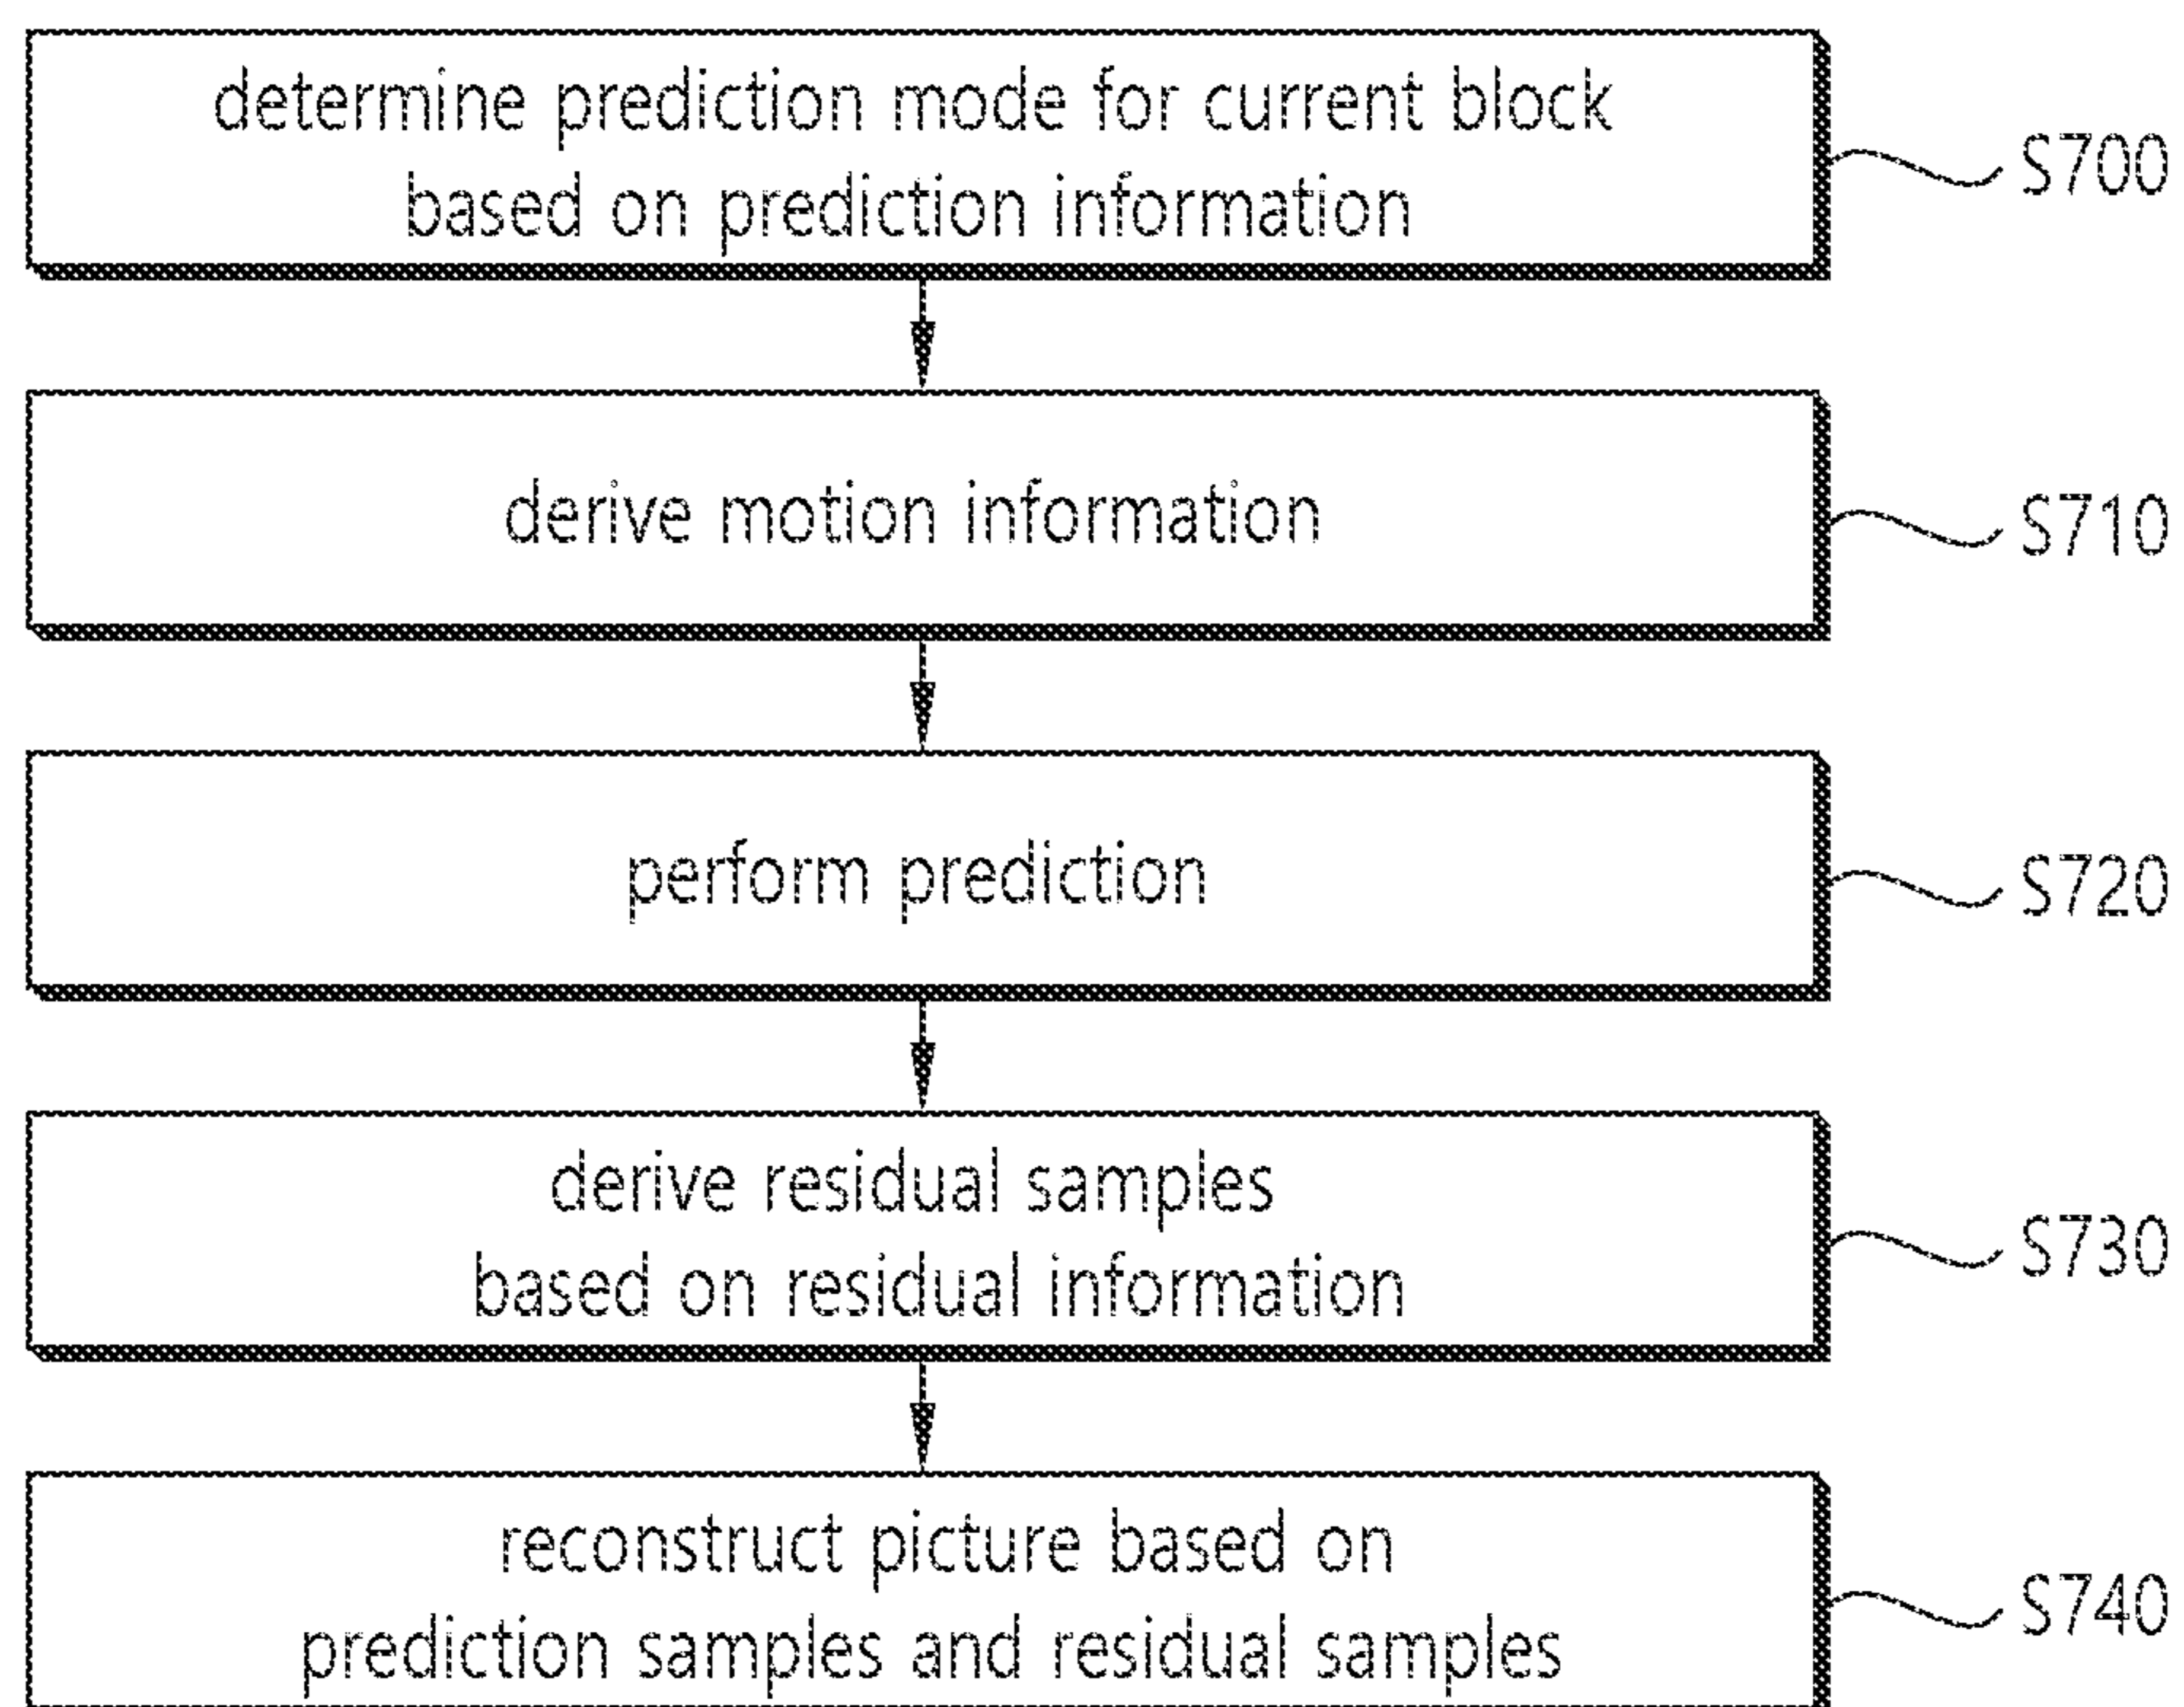 determine prediction mode for current block
based on prediction information
S700
derive motion information
S710
perform prediction
S720
derive residual samples
based on residual information
S730
reconstruct picture based on
prediction samples and residual samples
S740